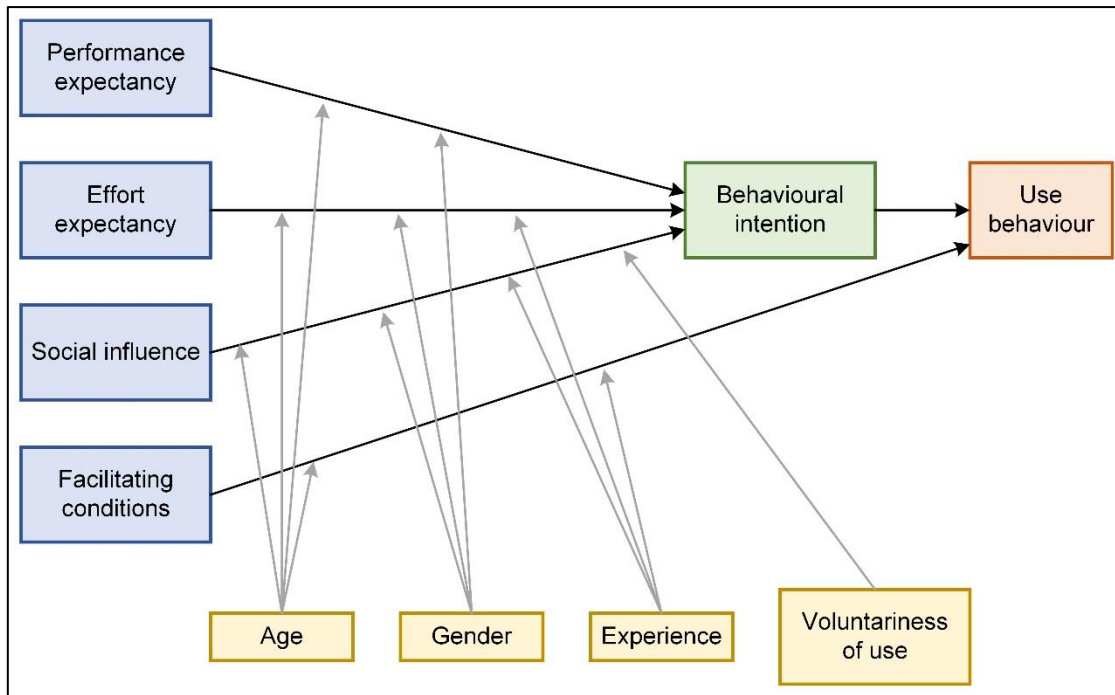 Performance
expectancy
Effort
expectancy
Behavioural
intention
Use
behaviour
Social influence
Facilitating
conditions
Age
Gender
Experience
Voluntariness
of use